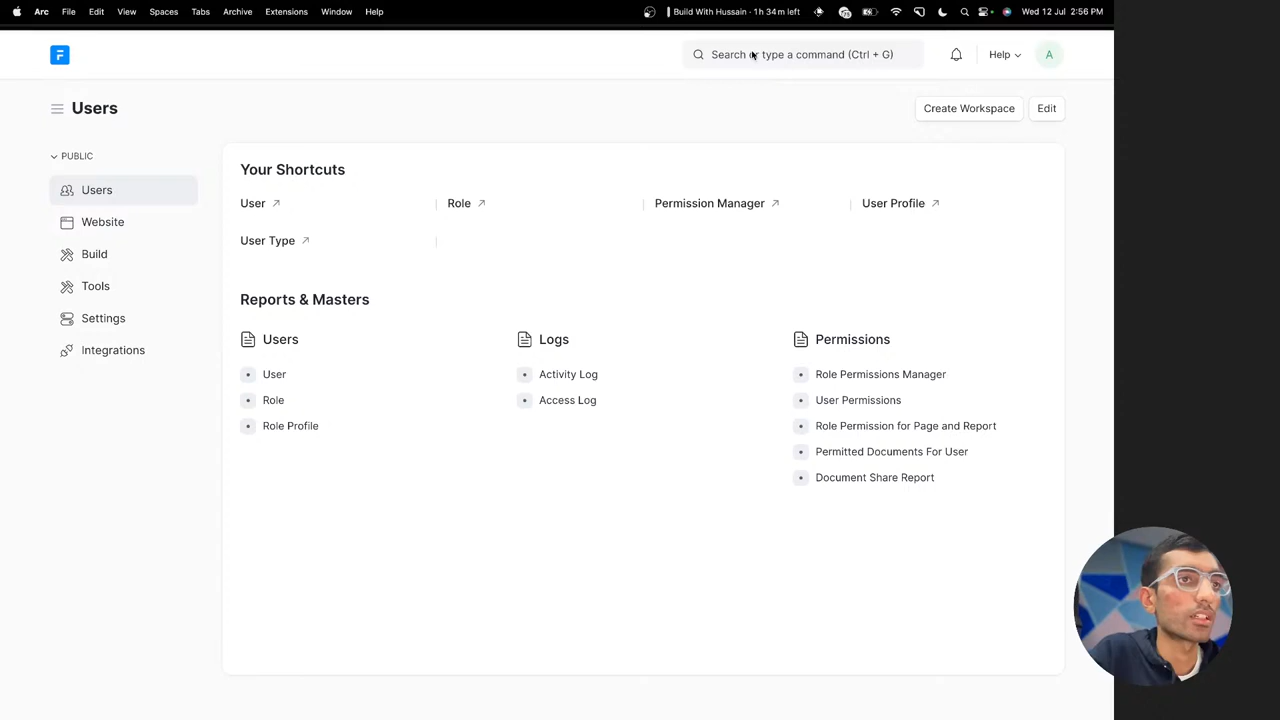 Arc File Edit View Spaces Tabs Archive Extensions Window Help Build With Hussain · 1h 34m left Wed 12 Jul 2:56 PM
F Search or type a command (Ctrl + G) Help A
Users Create Workspace Edit
PUBLIC
Users
Website
Build
Tools
Settings
Integrations
Your Shortcuts
User Role Permission Manager User Profile
User Type
Reports & Masters
Users
User
Role
Role Profile
Logs
Activity Log
Access Log
Permissions
Role Permissions Manager
User Permissions
Role Permission for Page and Report
Permitted Documents For User
Document Share Report